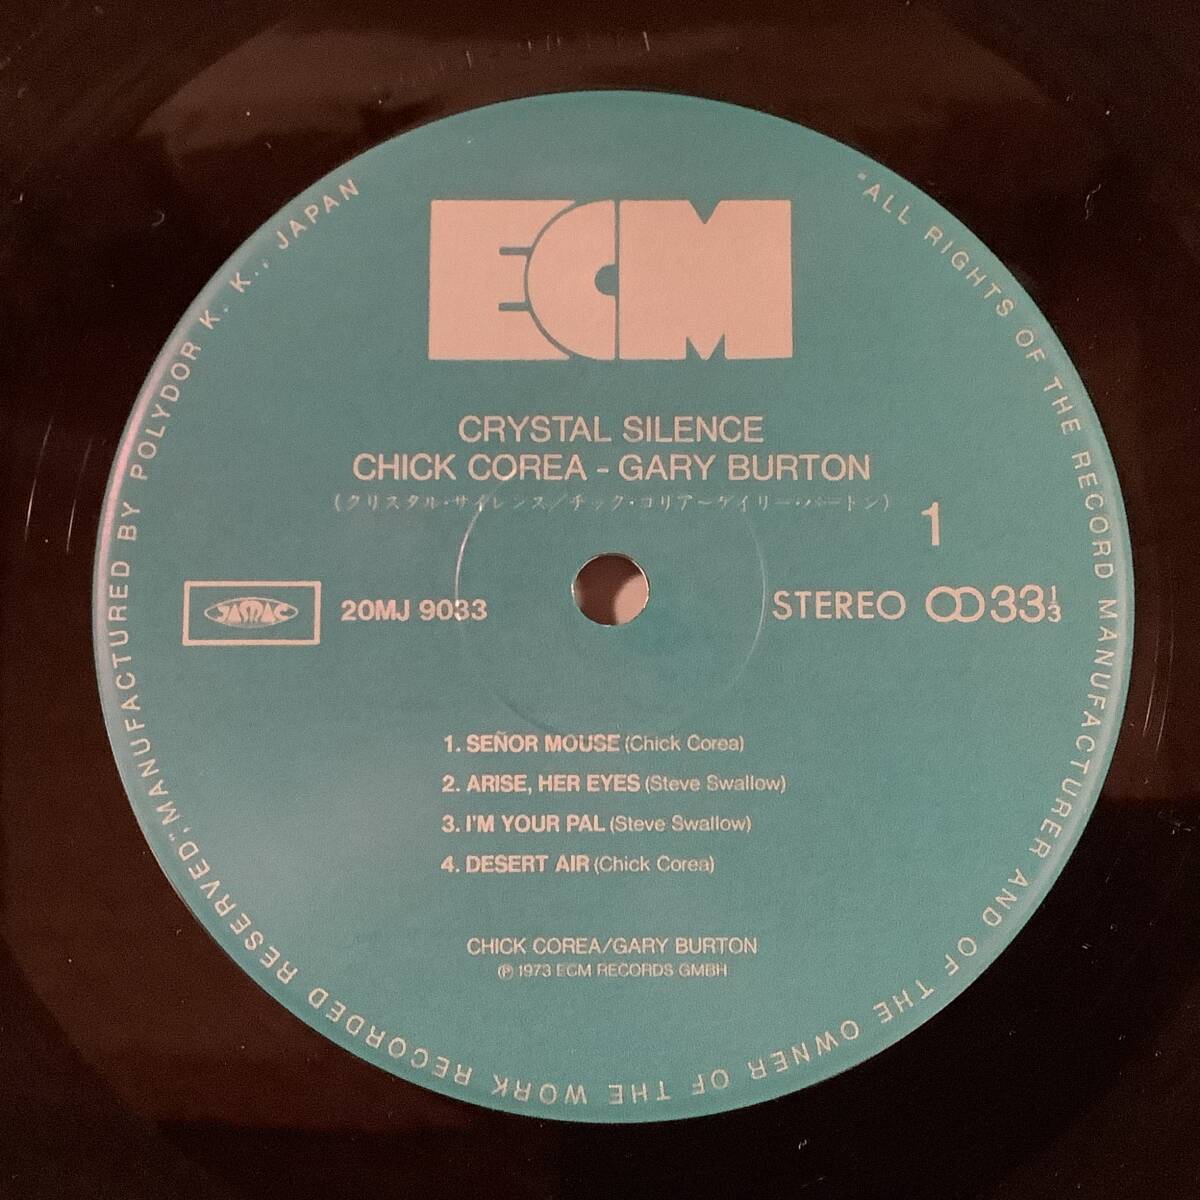 ECM
CRYSTAL SILENCE
CHICK COREA - GARY BURTON
(クリスタル・サイレンス/チック・コリアーゲイリー・バートン)
1
JASRAC
20MJ 9033
STEREO 33⅓
1. SEÑOR MOUSE (Chick Corea)
2. ARISE, HER EYES (Steve Swallow)
3. I'M YOUR PAL (Steve Swallow)
4. DESERT AIR (Chick Corea)
CHICK COREA/GARY BURTON
℗ 1973 ECM RECORDS GMBH
"ALL RIGHTS OF THE RECORD MANUFACTURER AND OF THE OWNER OF THE WORK RECORDED RESERVED," MANUFACTURED BY POLYDOR K. K., JAPAN